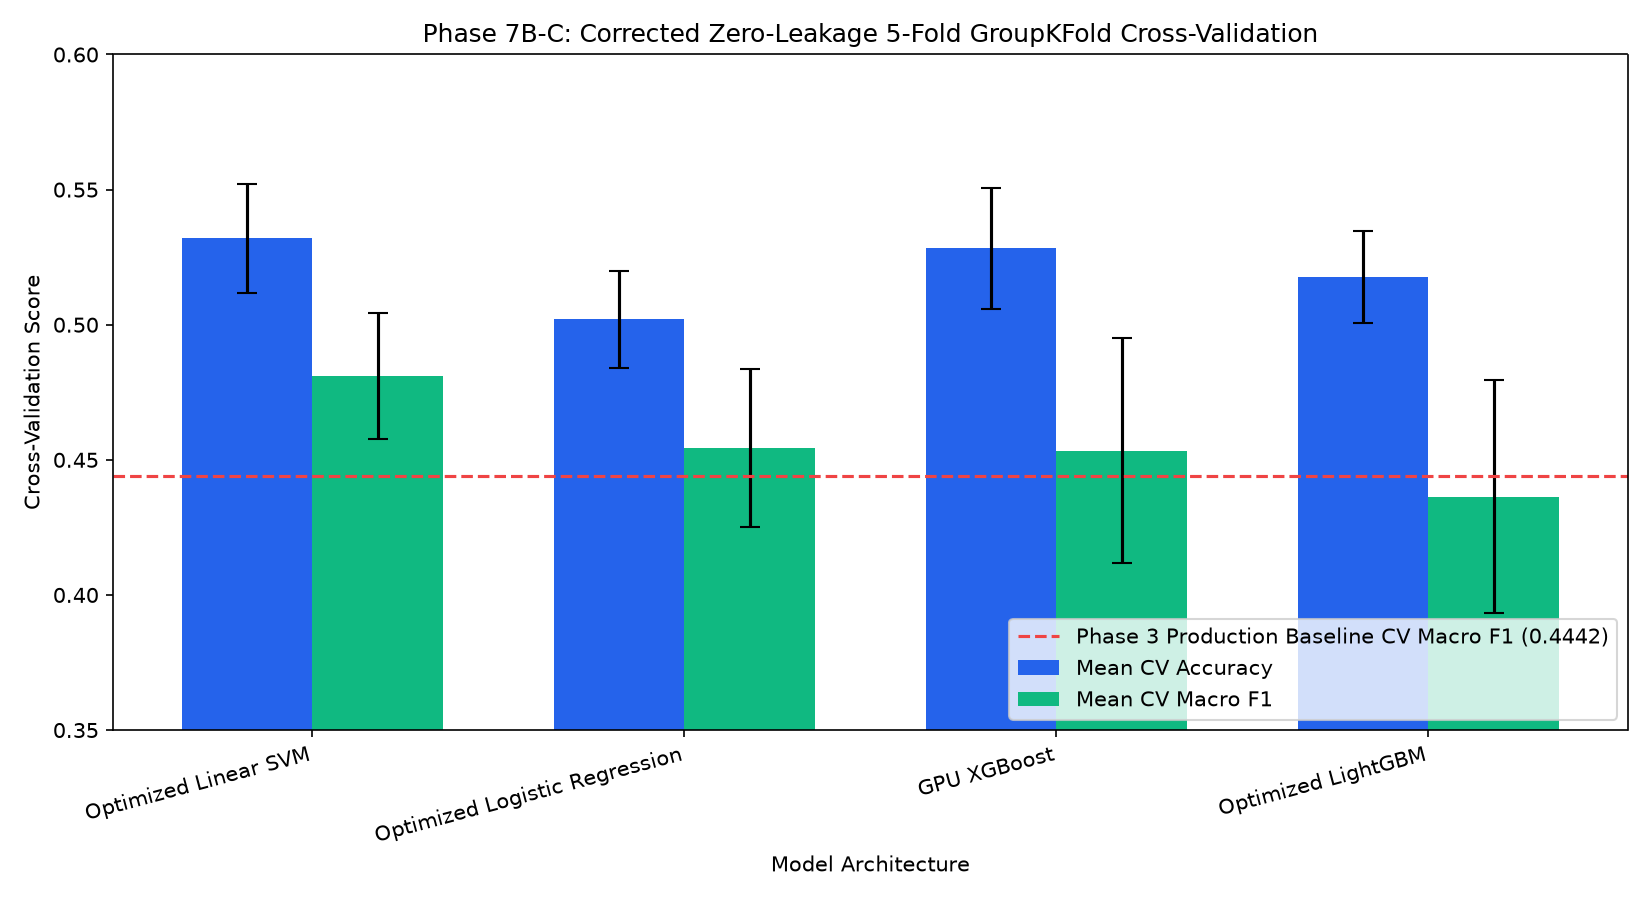 Phase 7B-C: Corrected Zero-Leakage 5-Fold GroupKFold Cross-Validation
Cross-Validation Score
0.60
0.55
0.50
0.45
0.40
0.35
Phase 3 Production Baseline CV Macro F1 (0.4442)
Mean CV Accuracy
Mean CV Macro F1
Optimized Linear SVM
Optimized Logistic Regression
GPU XGBoost
Optimized LightGBM
Model Architecture